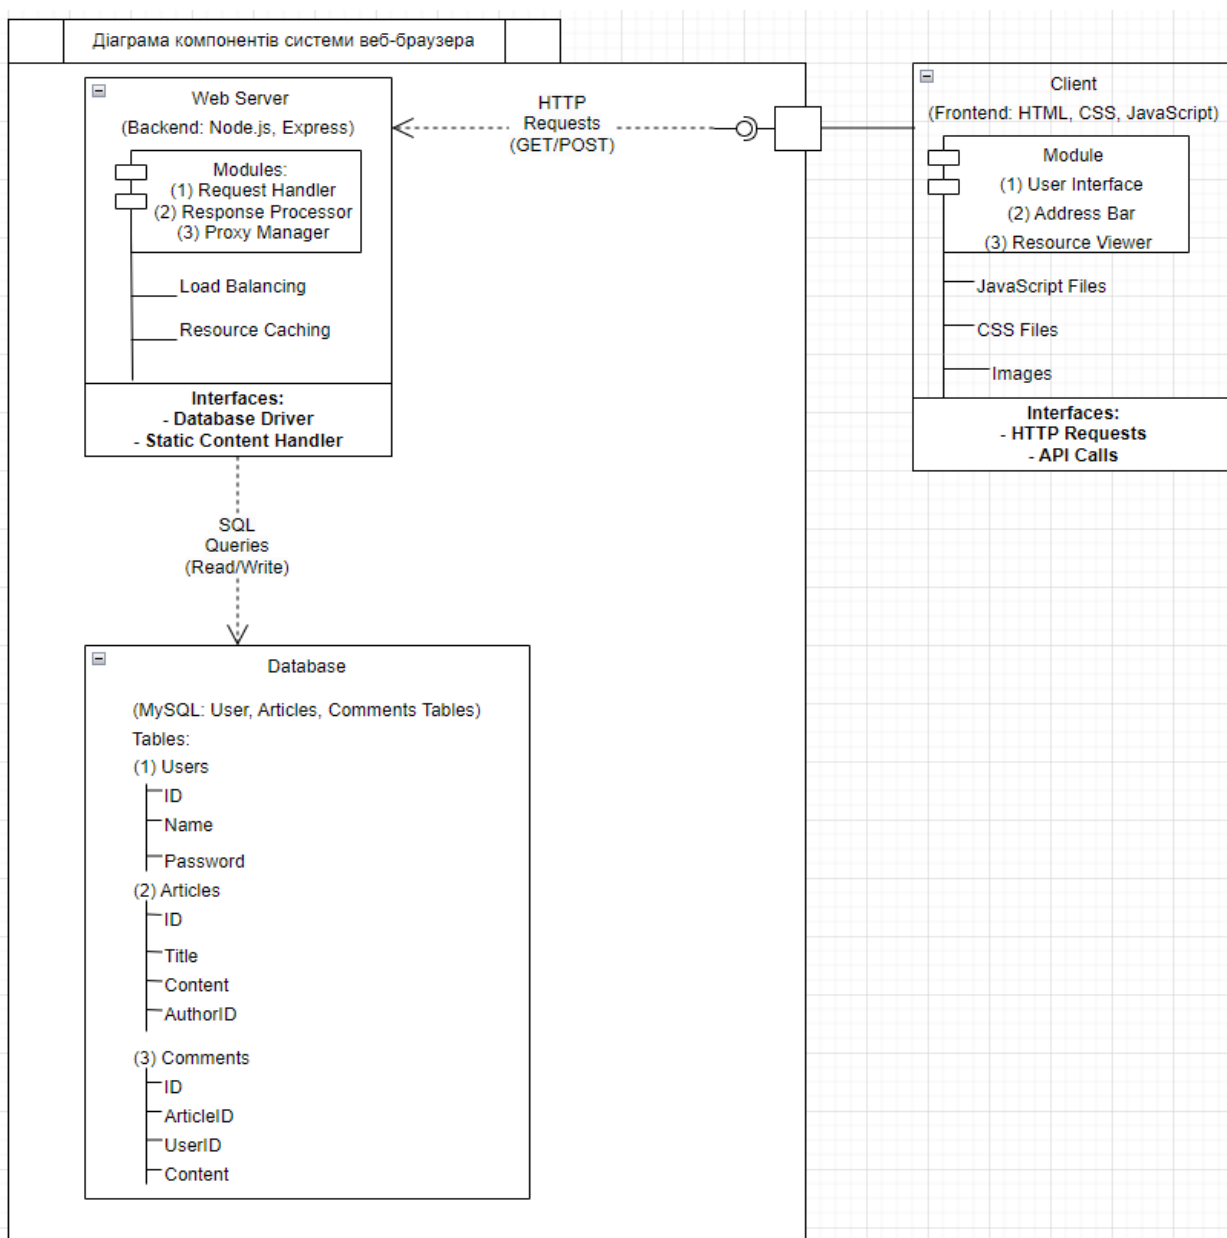 Діаграма компонентів системи веб-браузера
Web Server
(Backend: Node.js, Express)
Modules:
(1) Request Handler
(2) Response Processor
(3) Proxy Manager
Load Balancing
Resource Caching
Interfaces:
- Database Driver
- Static Content Handler
HTTP
Requests
(GET/POST)
Client
(Frontend: HTML, CSS, JavaScript)
Module
(1) User Interface
(2) Address Bar
(3) Resource Viewer
JavaScript Files
CSS Files
Images
Interfaces:
- HTTP Requests
- API Calls
SQL
Queries
(Read/Write)
Database
(MySQL: User, Articles, Comments Tables)
Tables:
(1) Users
ID
Name
Password
(2) Articles
ID
Title
Content
AuthorID
(3) Comments
ID
ArticleID
UserID
Content